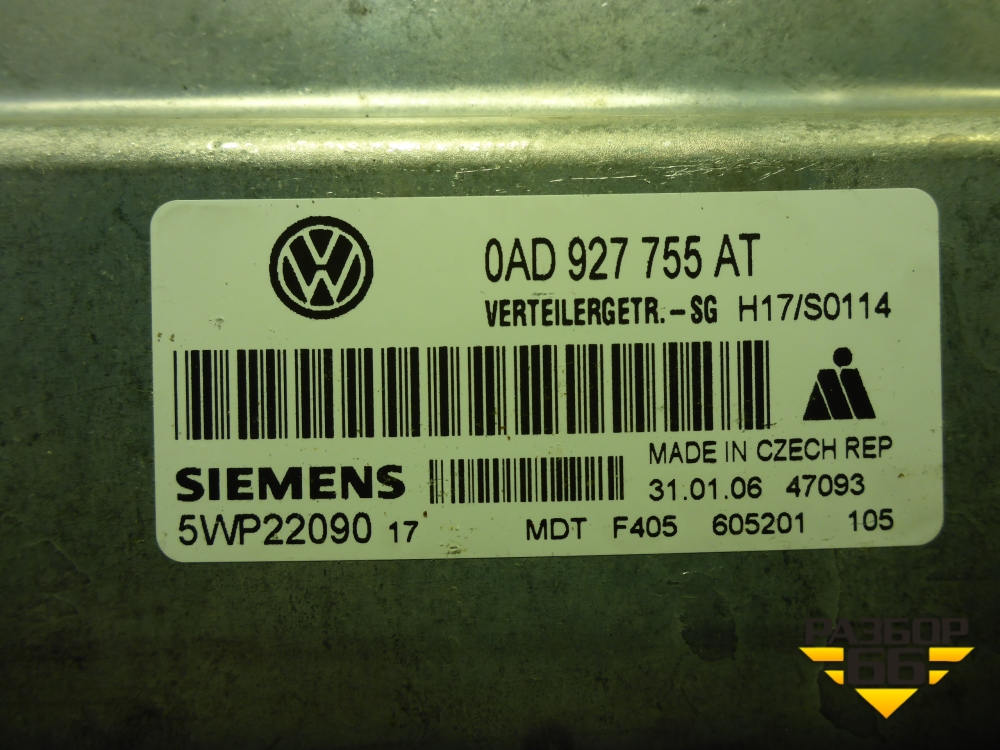 0AD 927 755 AT
VERTEILERGETR.-SG H17/S0114
MADE IN CZECH REP
SIEMENS 31.01.06 47093
5WP22090 17 MDT F405 605201 105
РАЗБОР
66